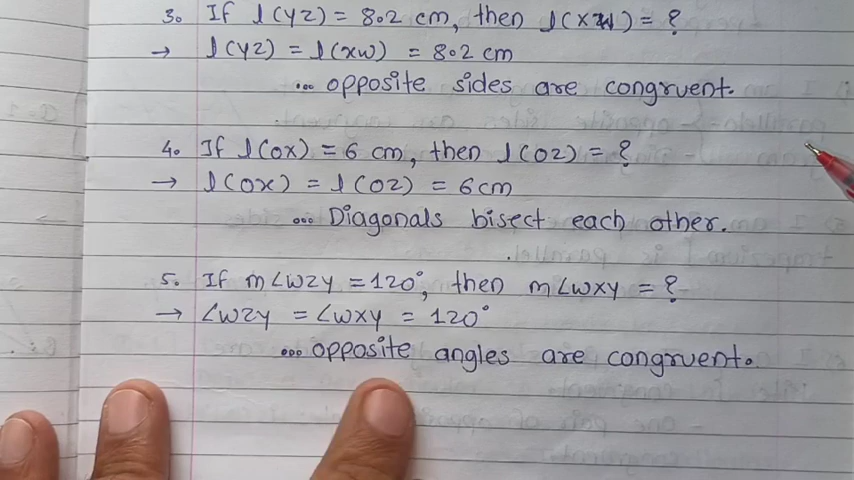 3. If l(YZ) = 8.2 cm, then l(XW) = ?
→ l(YZ) = l(XW) = 8.2 cm
... opposite sides are congruent.
4. If l(OX) = 6 cm, then l(OZ) = ?
→ l(OX) = l(OZ) = 6 cm
... Diagonals bisect each other.
5. If m∠WZY = 120°, then m∠WXY = ?
→ ∠WZY = ∠WXY = 120°
... opposite angles are congruent.